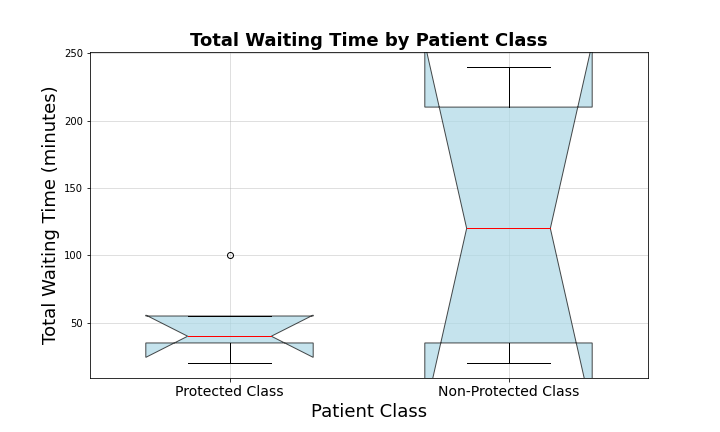 Total Waiting Time by Patient Class
Total Waiting Time (minutes)
250
200
150
100
50
Protected Class
Non-Protected Class
Patient Class